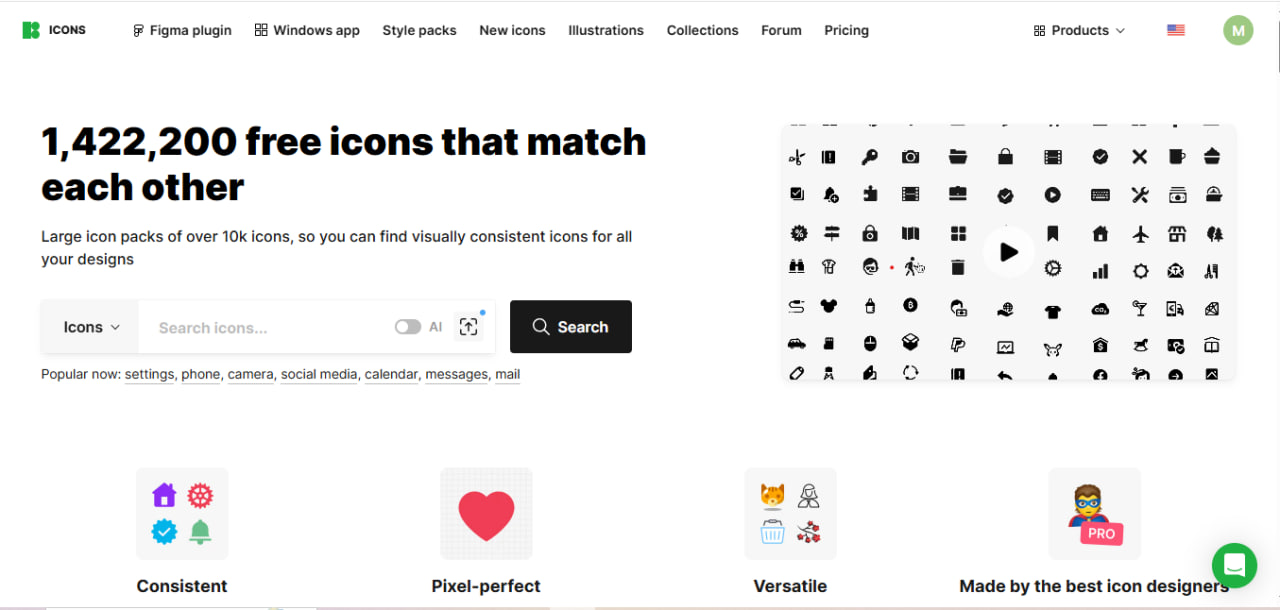 ICONS
Figma plugin
Windows app
Style packs
New icons
Illustrations
Collections
Forum
Pricing
Products
M
1,422,200 free icons that match
each other
Large icon packs of over 10k icons, so you can find visually consistent icons for all
your designs
Icons
Search icons...
AI
Search
Popular now: settings, phone, camera, social media, calendar, messages, mail
PRO
Consistent
Pixel-perfect
Versatile
Made by the best icon designers